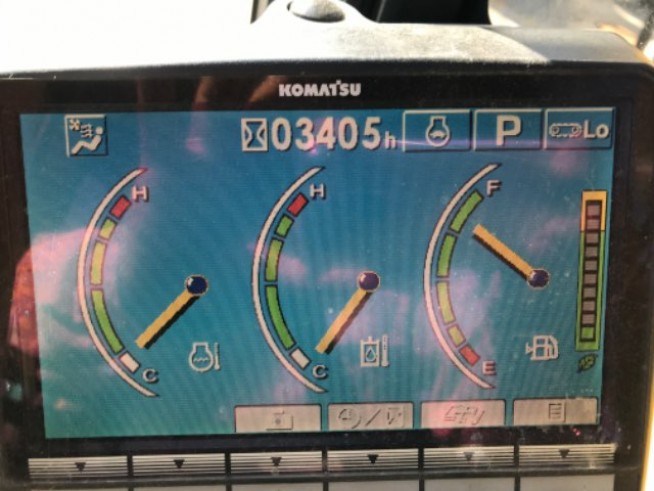 KOMATSU
03405h P Lo
H H F
C C E